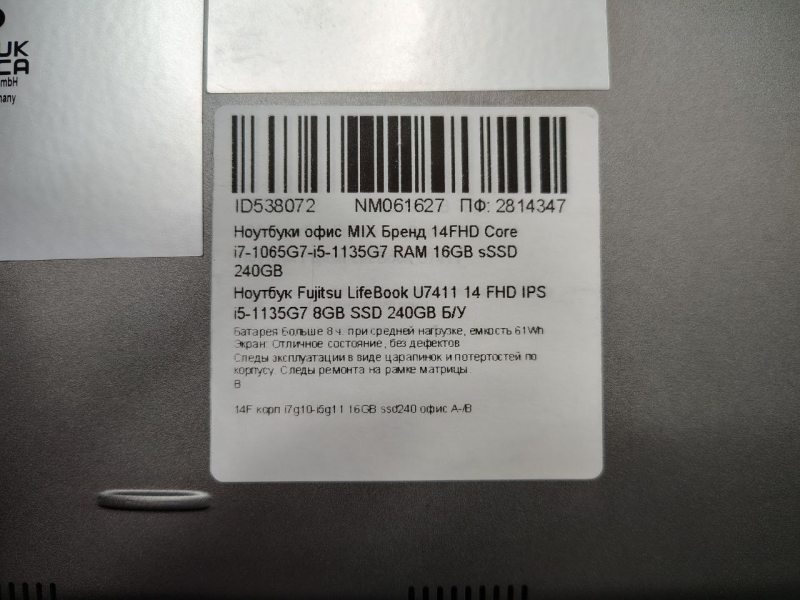 UK
CA
mbH
many
ID538072 NM061627 ПФ: 2814347
Ноутбуки офис MIX Бренд 14FHD Core
i7-1065G7-i5-1135G7 RAM 16GB sSSD
240GB
Ноутбук Fujitsu LifeBook U7411 14 FHD IPS
i5-1135G7 8GB SSD 240GB Б/У
Батарея больше 8 ч. при средней нагрузке, емкость 61Wh
Экран: Отличное состояние, без дефектов
Следы эксплуатации в виде царапинок и потертостей по
корпусу. Следы ремонта на рамке матрицы.
B
14F корп i7g10-i5g11 16GB ssd240 офис A-/B